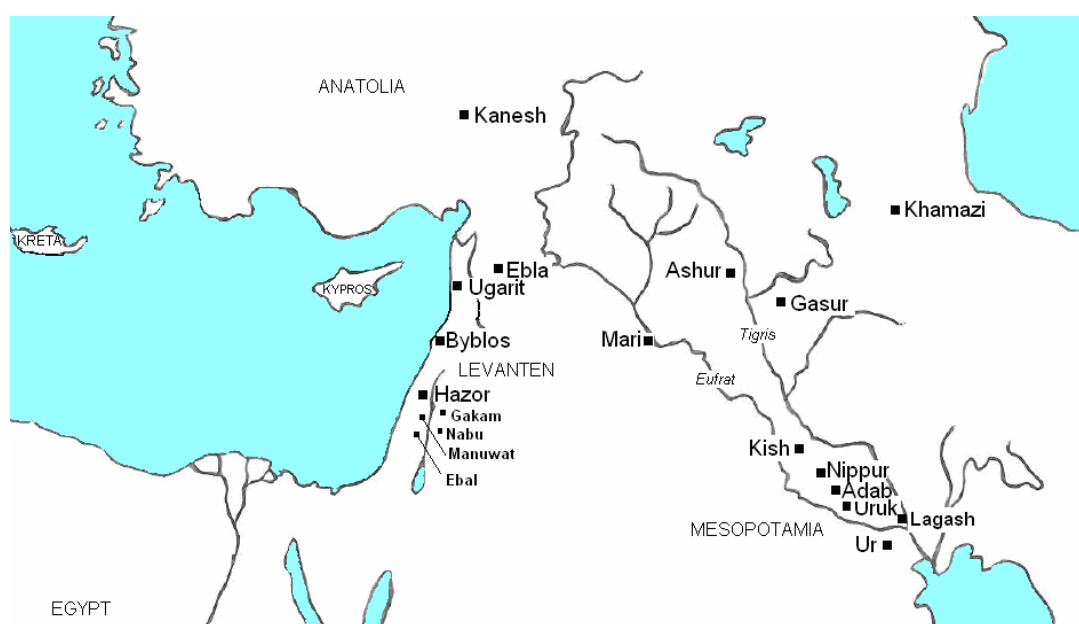 ANATOLIA
Kanesh
Khamazi
KRETA
Ebla
Ashur
KYPROS
Ugarit
Gasur
Tigris
Byblos
Mari
LEVANTEN
Eufrat
Hazor
Gakam
Nabu
Kish
Manuwat
Nippur
Ebal
Adab
Uruk
Lagash
MESOPOTAMIA
Ur
EGYPT